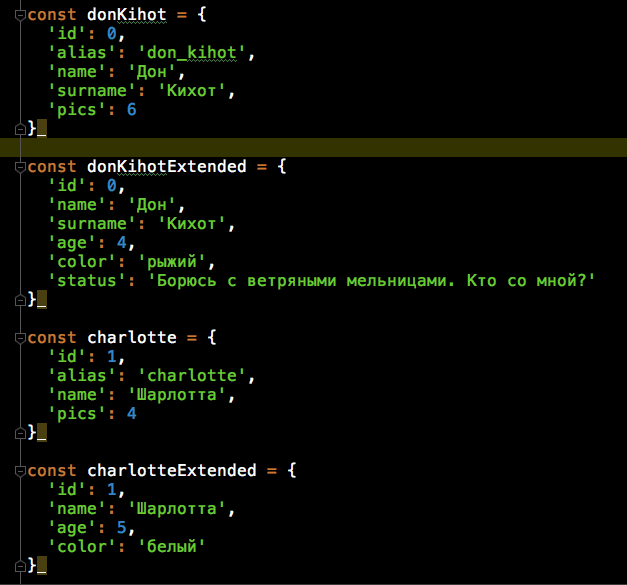 const donKihot = {
'id': 0,
'alias': 'don_kihot',
'name': 'Дон',
'surname': 'Кихот',
'pics': 6
}_
const donKihotExtended = {
'id': 0,
'name': 'Дон',
'surname': 'Кихот',
'age': 4,
'color': 'рыжий',
'status': 'Борюсь с ветряными мельницами. Кто со мной?'
}_
const charlotte = {
'id': 1,
'alias': 'charlotte',
'name': 'Шарлотта',
'pics': 4
}_
const charlotteExtended = {
'id': 1,
'name': 'Шарлотта',
'age': 5,
'color': 'белый'
}_